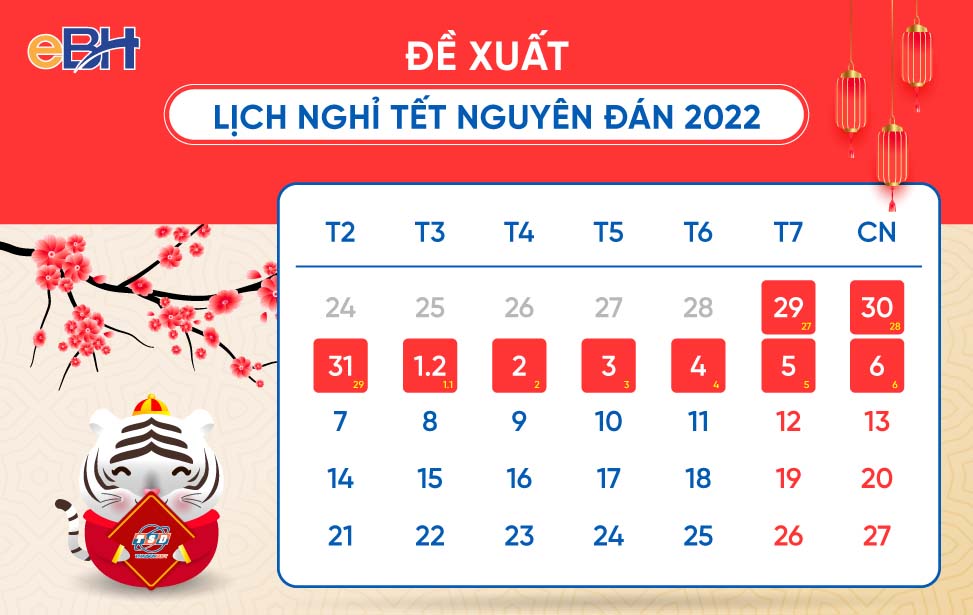 eBH
ĐỀ XUẤT
LỊCH NGHỈ TẾT NGUYÊN ĐÁN 2022
T2 T3 T4 T5 T6 T7 CN
24 25 26 27 28 29 30
27 28
31 1.2 2 3 4 5 6
29 1.1 2 3 4 5 6
7 8 9 10 11 12 13
14 15 16 17 18 19 20
21 22 23 24 25 26 27
TSD